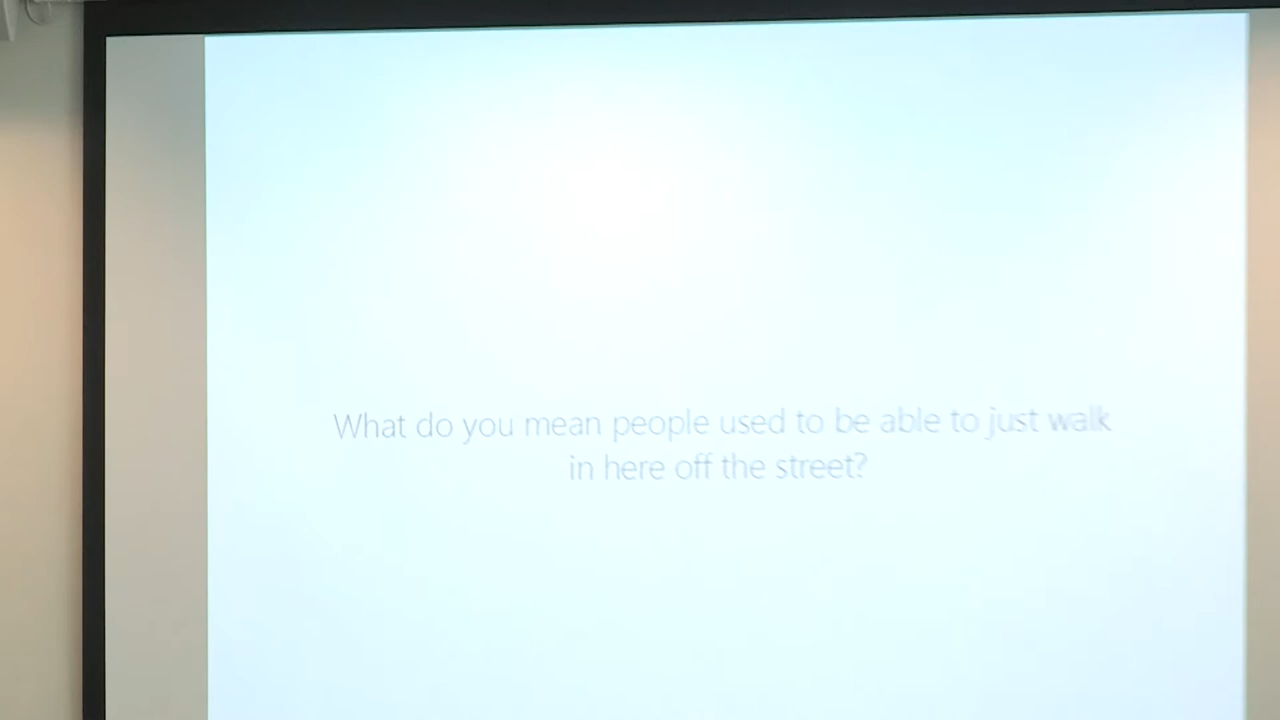 What do you mean people used to be able to just walk
in here off the street?